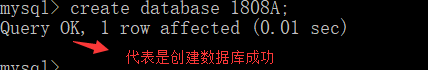 mysql> create database 1808A;
Query OK, 1 row affected (0.01 sec)
代表是创建数据库成功
mysql>